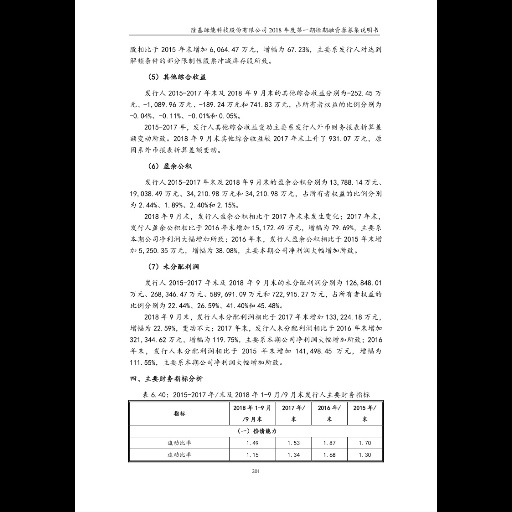 隆基绿能科技股份有限公司 2018 年度第一期短期融资券募集说明书
股相比于 2015 年末增加 6,064.47 万元，增幅为 67.23%，主要系发行人对达到
解锁条件的部分限制性股票冲减库存股所致。
（5）其他综合收益
发行人 2015-2017 年末及 2018 年 9 月末的其他综合收益分别为-252.45 万
元、-1,089.96 万元、-189.24 万元和 741.83 万元，占所有者权益的比例分别为
-0.04%、-0.11%、-0.01%和 0.05%。
2015-2017 年，发行人其他综合收益变动主要系发行人外币财务报表折算差
额变动所致。2018 年 9 月末其他综合收益较 2017 年末上升了 931.07 万元，原
因系外币报表折算差额变动。
（6）盈余公积
发行人 2015-2017 年末及 2018 年 9 月末的盈余公积分别为 13,788.14 万元、
19,038.49 万元、34,210.98 万元和 34,210.98 万元，占所有者权益的比例分别
为 2.44%、1.89%、2.40%和 2.15%。
2018 年 9 月末，发行人盈余公积相比于 2017 年末未发生变化；2017 年末，
发行人盈余公积相比于 2016 年末增加 15,172.49 万元，增幅为 79.69%，主要系
本期公司净利润大幅增加所致；2016 年末，发行人盈余公积相比于 2015 年末增
加 5,250.35 万元，增幅为 38.08%，主要系本期公司净利润大幅增加所致。
（7）未分配利润
发行人 2015-2017 年末及 2018 年 9 月末的未分配利润分别为 126,848.01
万元、268,346.47 万元、589,691.09 万元和 722,915.27 万元，占所有者权益的
比例分别为 22.44%、26.59%、41.40%和 45.48%。
2018 年 9 月末，发行人未分配利润相比于 2017 年末增加 133,224.18 万元，
增幅为 22.59%，变动不大；2017 年末，发行人未分配利润相比于 2016 年末增加
321,344.62 万元，增幅为 119.75%，主要系本期公司净利润大幅增加所致；2016
年末，发行人未分配利润相比于 2015 年末增加 141,498.45 万元，增幅为
111.55%，主要系本期公司净利润大幅增加所致。
四、主要财务指标分析
表 6.40：2015-2017 年/末及 2018 年 1-9 月/9 月末发行人主要财务指标
指标 2018 年 1-9 月/9 月末 2017 年/末 2016 年/末 2015 年/末
（一）偿债能力
流动比率 1.49 1.53 1.87 1.70
速动比率 1.15 1.34 1.58 1.30
201